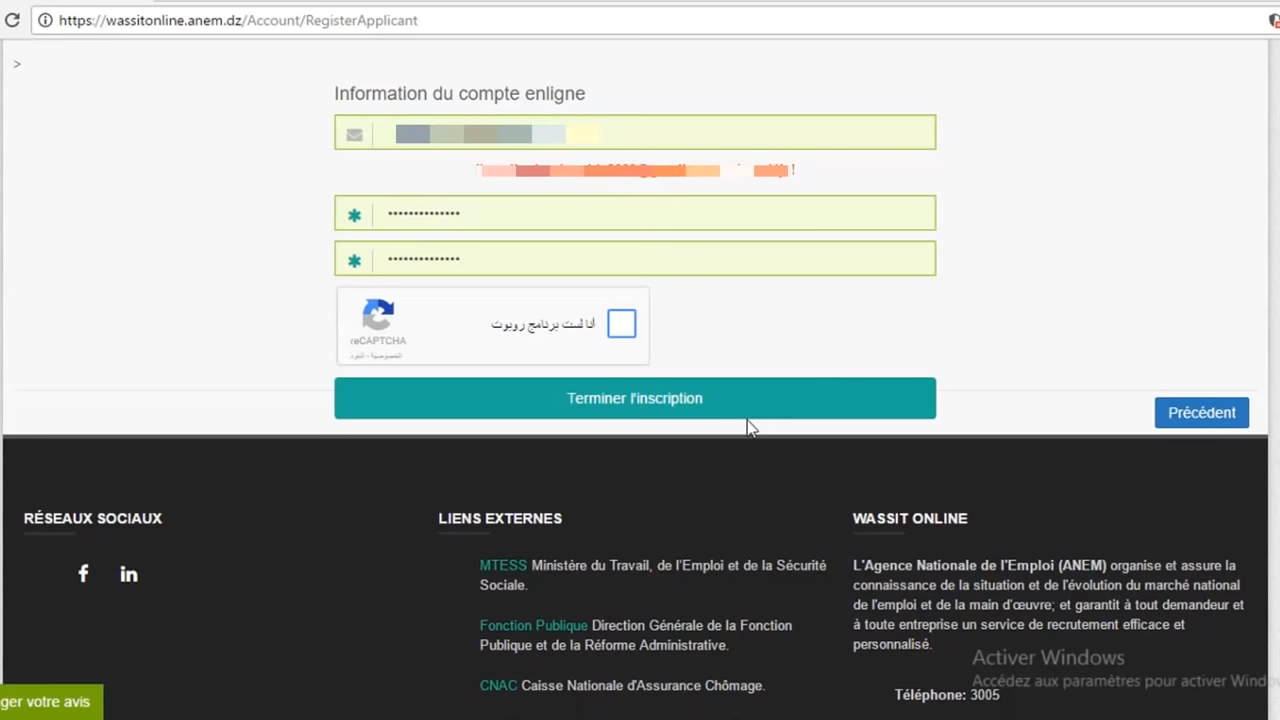 https://wassitonline.anem.dz/Account/RegisterApplicant
>
Information du compte enligne
••••••••••••••
••••••••••••••
أنا لست برنامج روبوت
reCAPTCHA
الخصوصية - البنود
Terminer l'inscription
Précédent
RÉSEAUX SOCIAUX
LIENS EXTERNES
MTESS Ministère du Travail, de l'Emploi et de la Sécurité
Sociale.
Fonction Publique Direction Générale de la Fonction
Publique et de la Réforme Administrative.
CNAC Caisse Nationale d'Assurance Chômage.
WASSIT ONLINE
L'Agence Nationale de l'Emploi (ANEM) organise et assure la
connaissance de la situation et de l'évolution du marché national
de l'emploi et de la main d'œuvre; et garantit à tout demandeur et
à toute entreprise un service de recrutement efficace et
personnalisé.
Activer Windows
Accédez aux paramètres pour activer Windo
Téléphone: 3005
ger votre avis